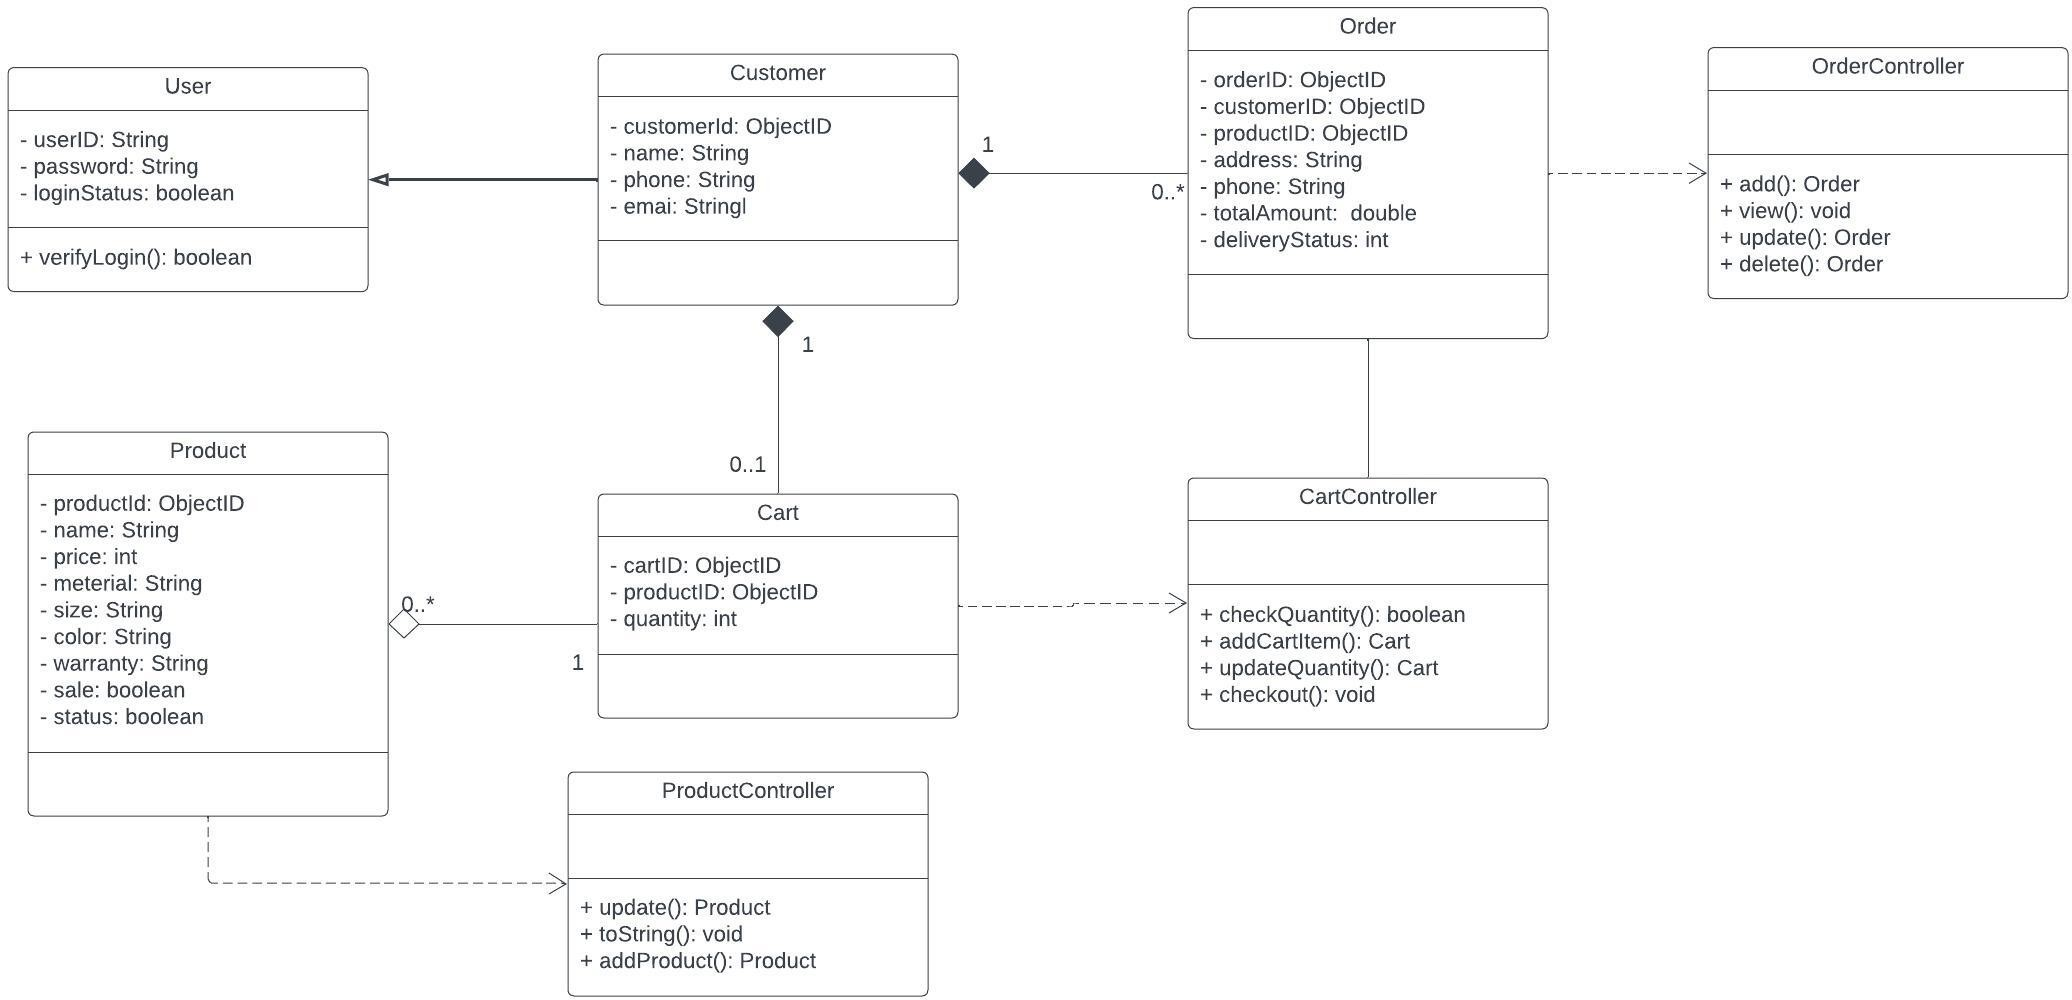 User
- userID: String
- password: String
- loginStatus: boolean
+ verifyLogin(): boolean
Customer
- customerId: ObjectID
- name: String
- phone: String
- emai: Stringl
1
0..*
1
0..1
Order
- orderID: ObjectID
- customerID: ObjectID
- productID: ObjectID
- address: String
- phone: String
- totalAmount:  double
- deliveryStatus: int
OrderController
+ add(): Order
+ view(): void
+ update(): Order
+ delete(): Order
Product
- productId: ObjectID
- name: String
- price: int
- meterial: String
- size: String
- color: String
- warranty: String
- sale: boolean
- status: boolean
0..*
1
Cart
- cartID: ObjectID
- productID: ObjectID
- quantity: int
CartController
+ checkQuantity(): boolean
+ addCartItem(): Cart
+ updateQuantity(): Cart
+ checkout(): void
ProductController
+ update(): Product
+ toString(): void
+ addProduct(): Product